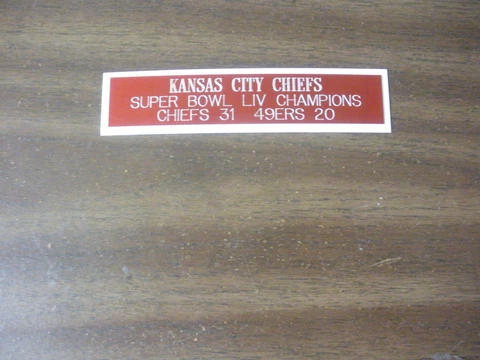 KANSAS CITY CHIEFS
SUPER BOWL LIV CHAMPIONS
CHIEFS 31 49ERS 20